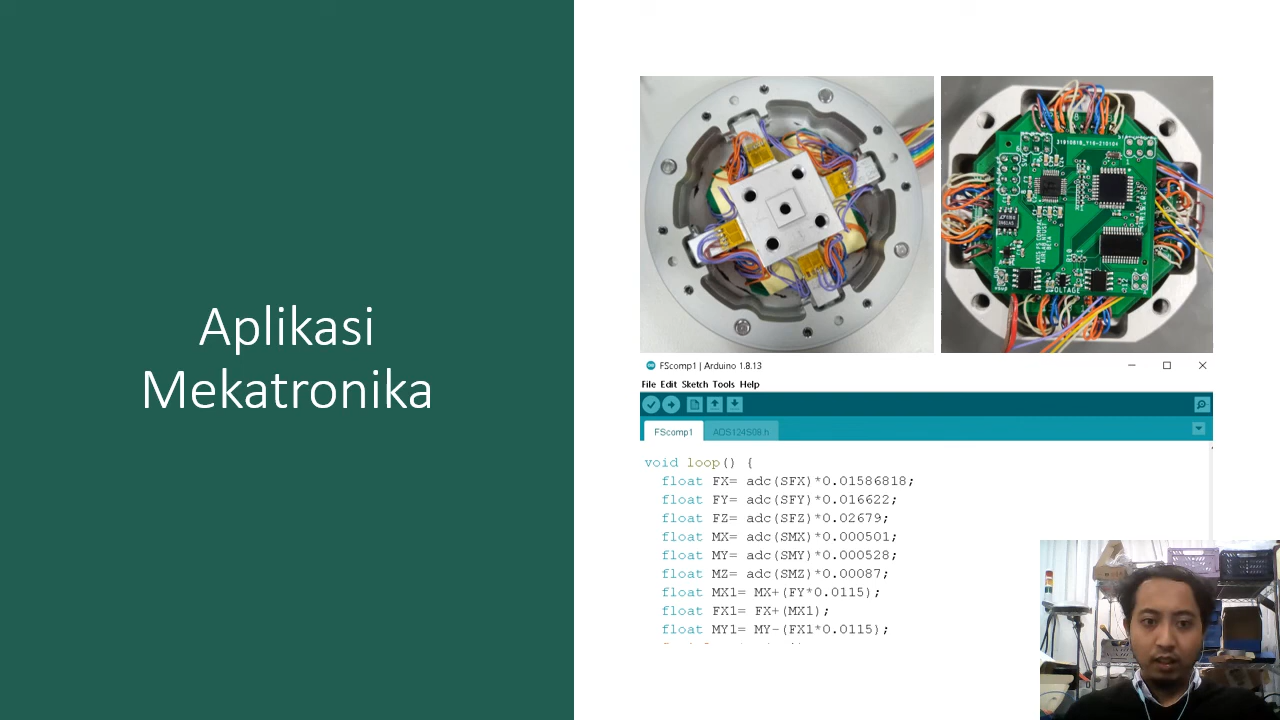 Aplikasi
Mekatronika
FScomp1 | Arduino 1.8.13
File Edit Sketch Tools Help
FScomp1 ADS124S08.h
void loop() {
float FX= adc(SFX)*0.01586818;
float FY= adc(SFY)*0.016622;
float FZ= adc(SFZ)*0.02679;
float MX= adc(SMX)*0.000501;
float MY= adc(SMY)*0.000528;
float MZ= adc(SMZ)*0.00087;
float MX1= MX+(FY*0.0115);
float FX1= FX+(MX1);
float MY1= MY-(FX1*0.0115);